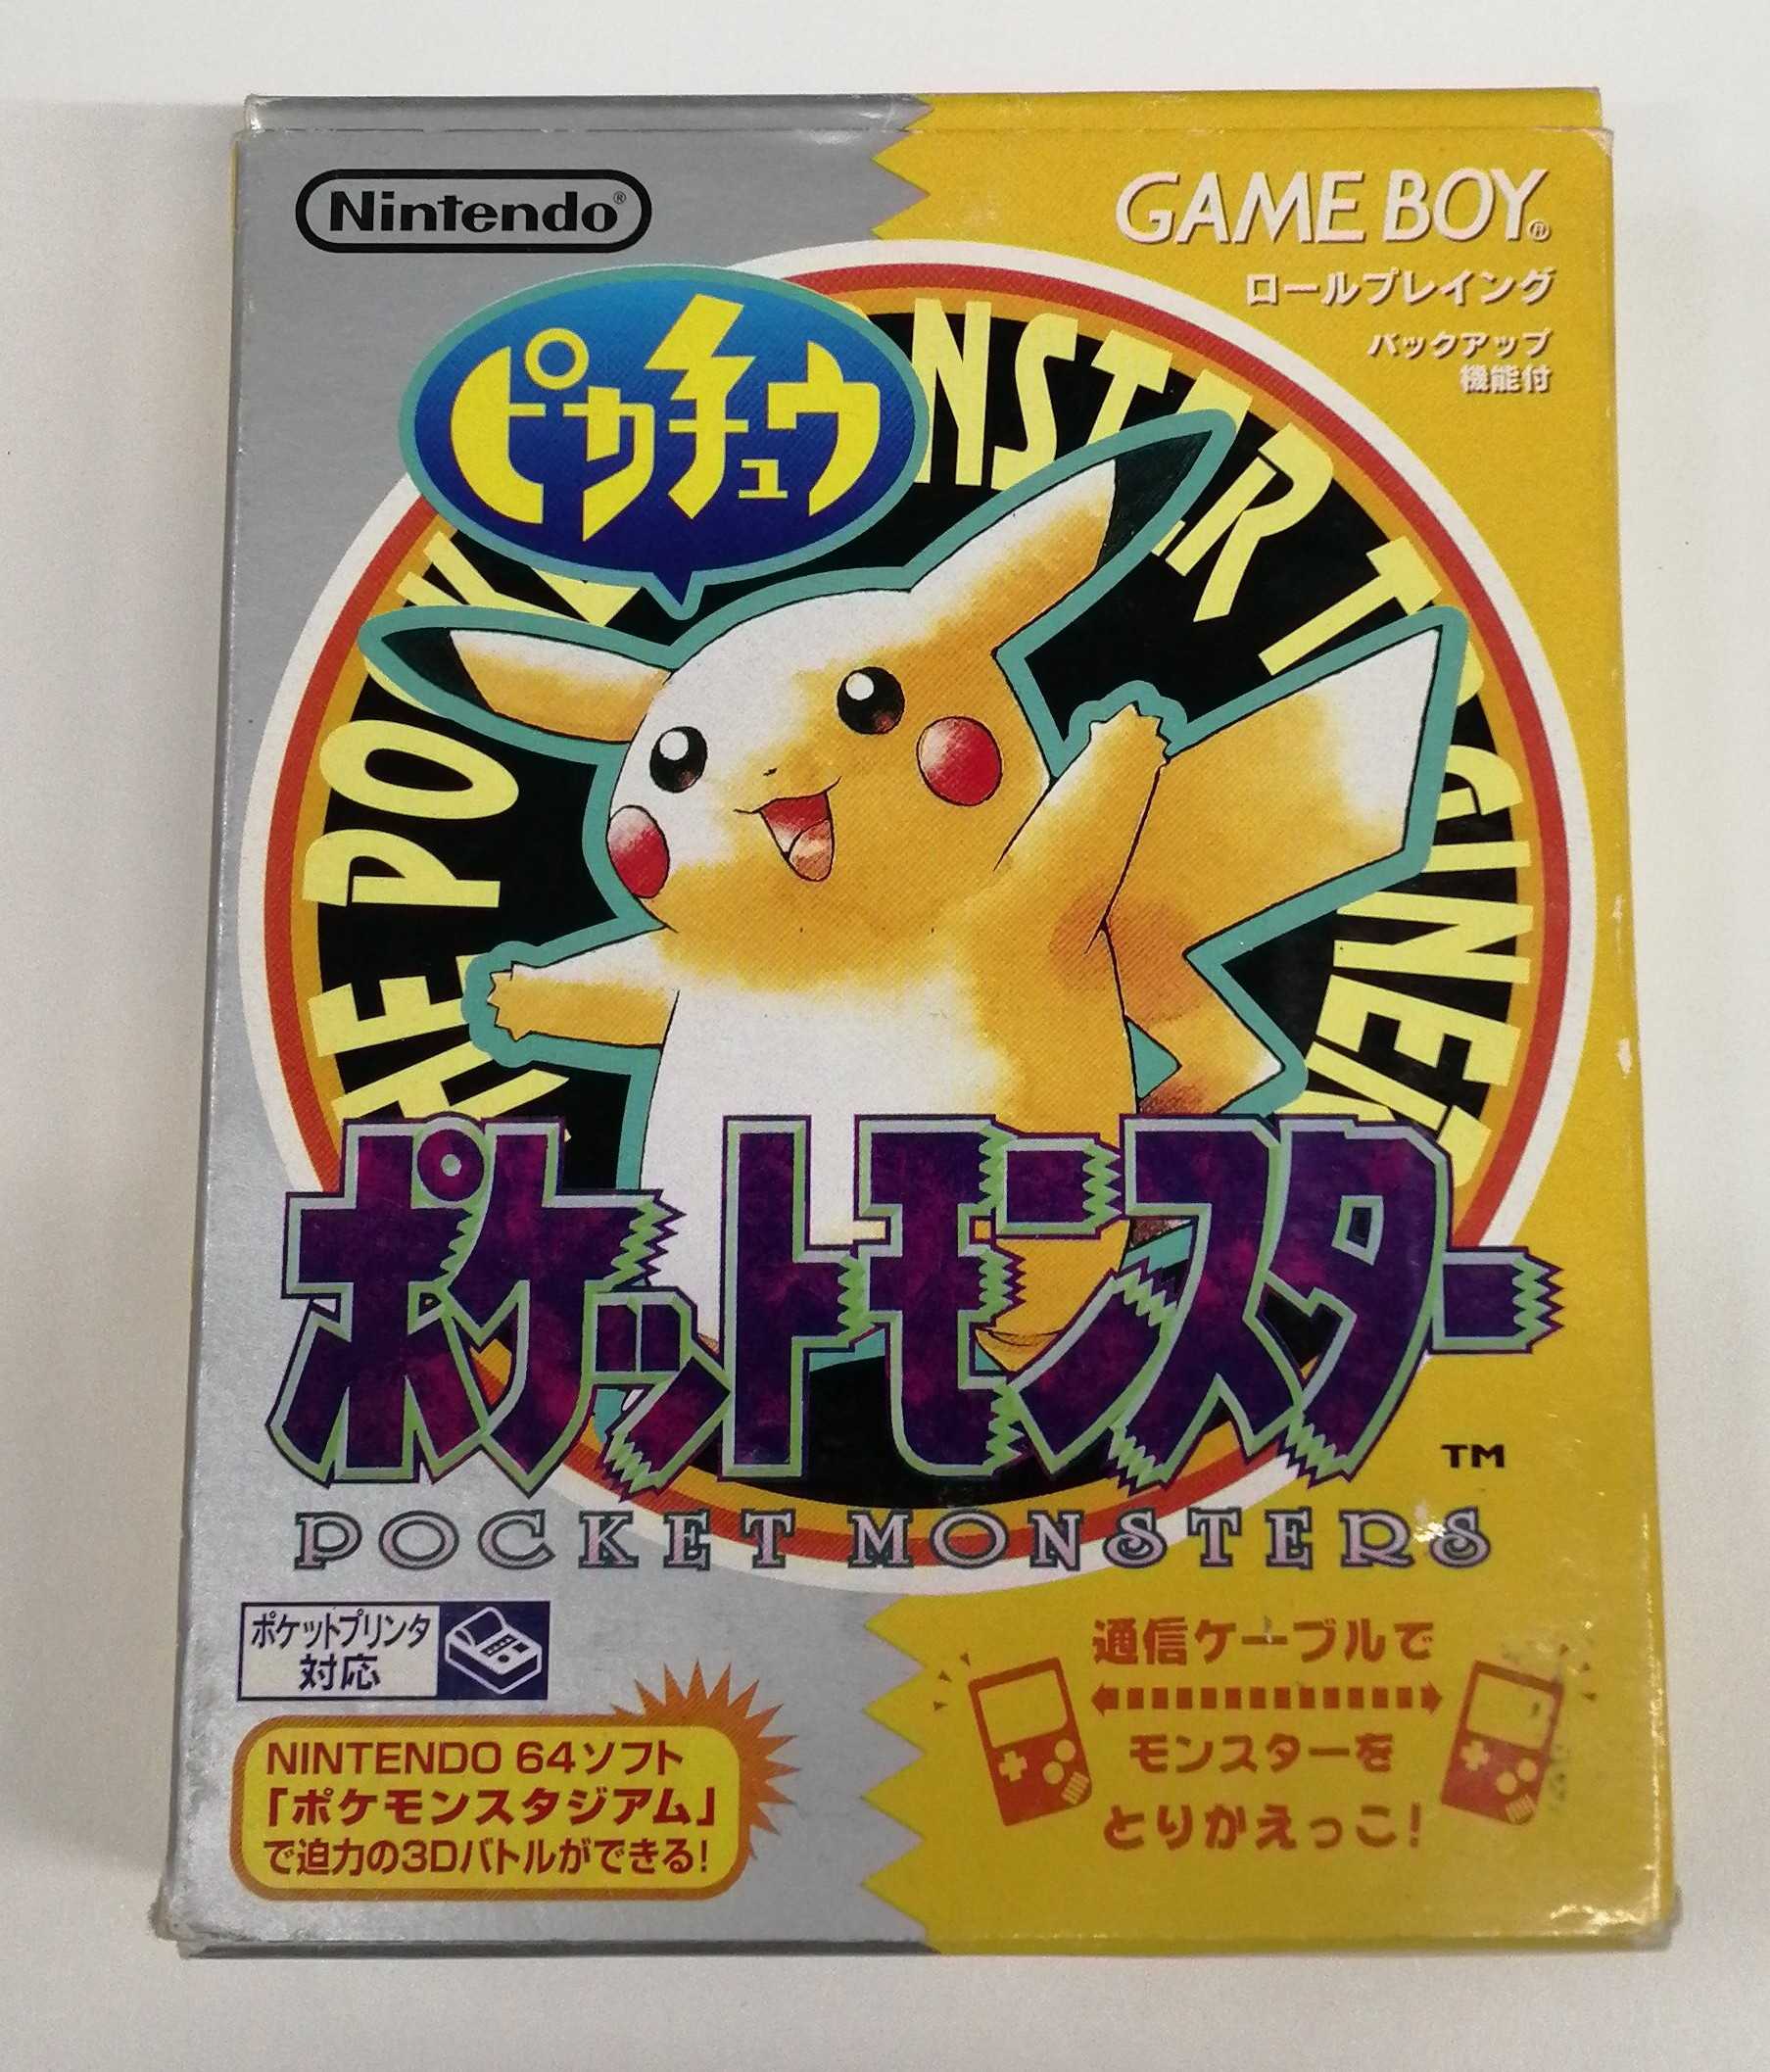 Nintendo®
GAME BOY®
ロールプレイング
バックアップ
機能付
ピカチュウ
ポケットモンスター
TM
POCKET MONSTERS
ポケットプリンタ
対応
NINTENDO 64ソフト
「ポケモンスタジアム」
で迫力の3Dバトルができる!
通信ケーブルで
モンスターを
とりかえっこ!